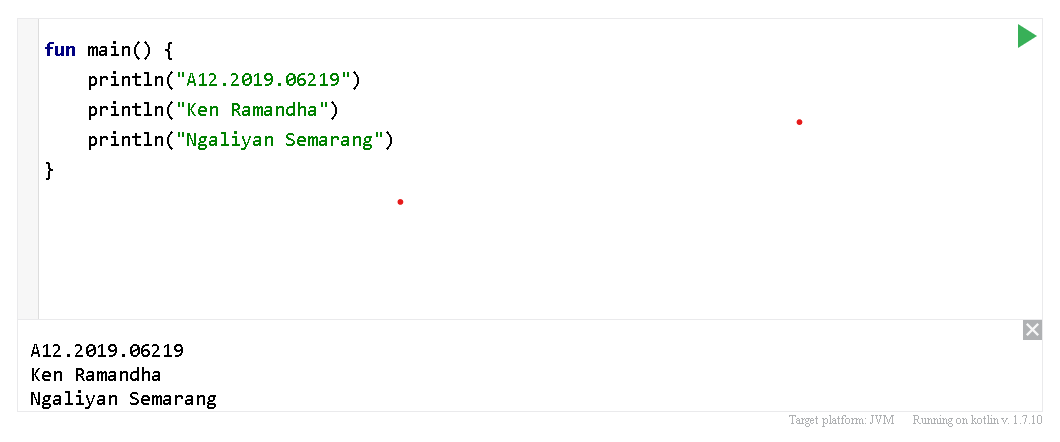 fun main() {
    println("A12.2019.06219")
    println("Ken Ramandha")
    println("Ngaliyan Semarang")
}
A12.2019.06219
Ken Ramandha
Ngaliyan Semarang
Target platform: JVM Running on kotlin v. 1.7.10